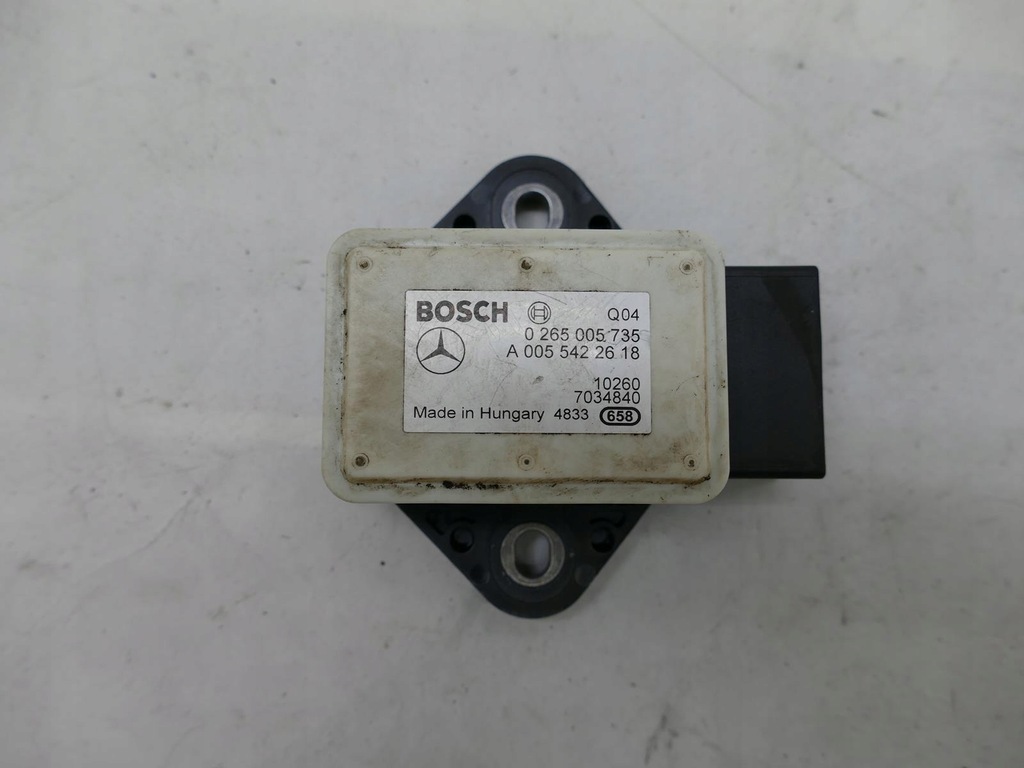 BOSCH Q04
0 265 005 735
A 005 542 26 18
10260
7034840
Made in Hungary 4833 658